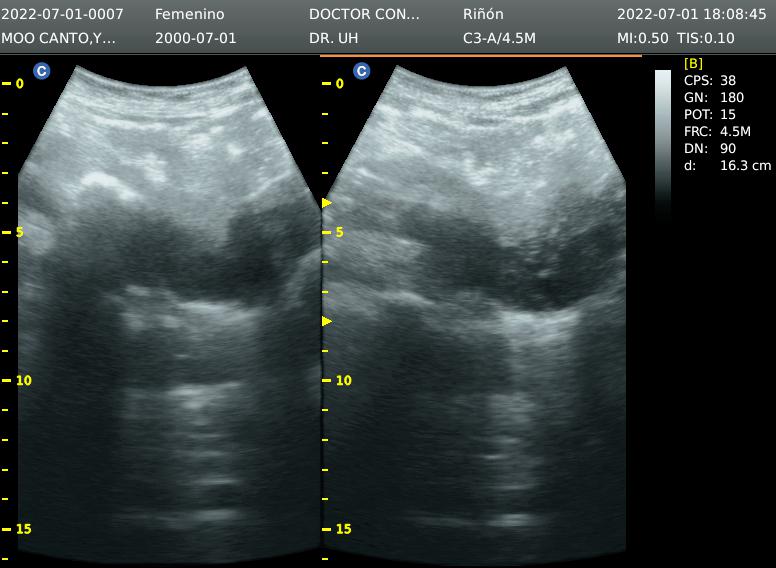 2022-07-01-0007 Femenino DOCTOR CON... Riñón 2022-07-01 18:08:45
MOO CANTO,Y... 2000-07-01 DR. UH C3-A/4.5M MI:0.50 TIS:0.10
C C [B]
0 0 CPS: 38
GN: 180
POT: 15
FRC: 4.5M
DN: 90
d: 16.3 cm
5 5
10 10
15 15